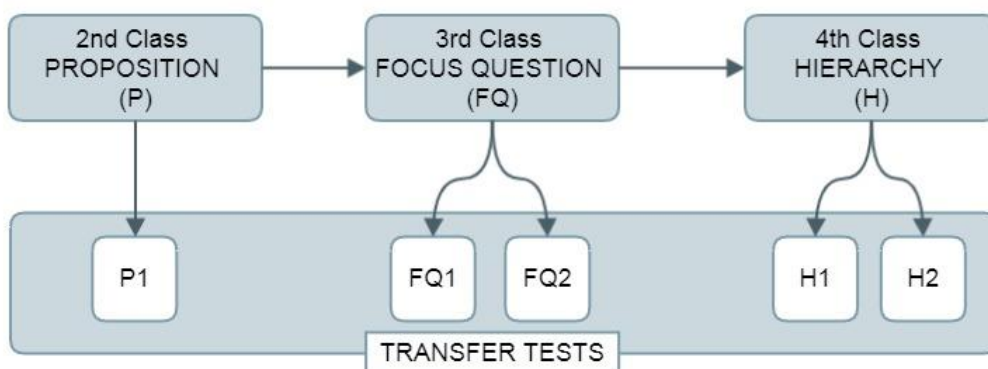 2nd Class
PROPOSITION
(P)
3rd Class
FOCUS QUESTION
(FQ)
4th Class
HIERARCHY
(H)
P1
FQ1
FQ2
H1
H2
TRANSFER TESTS